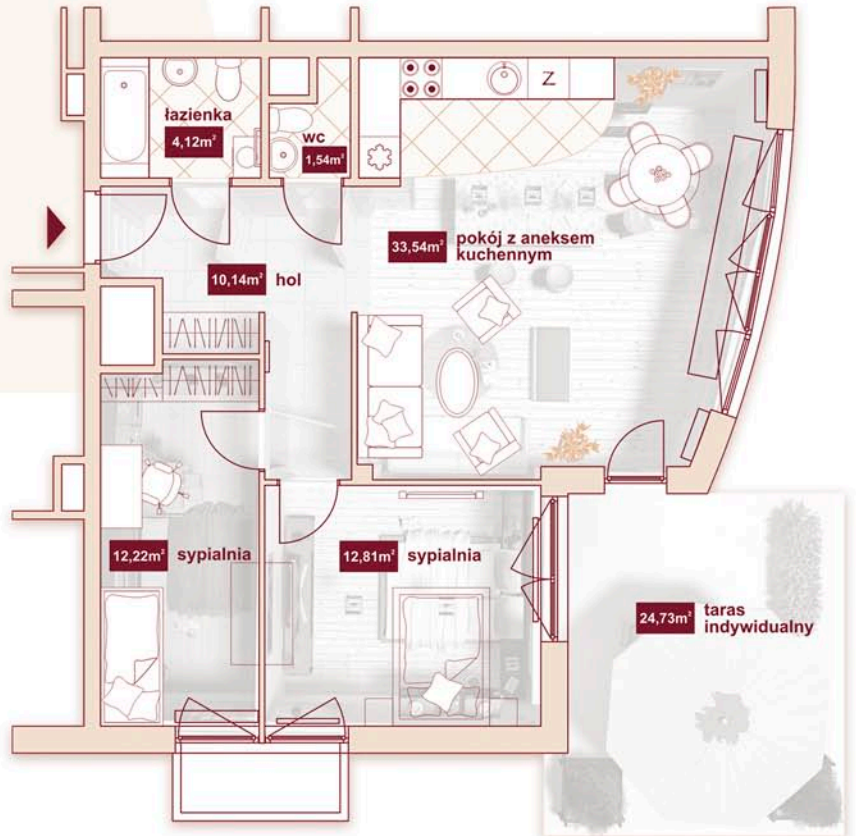 łazienka
4,12m²
wc
1,54m²
Z
33,54m² pokój z aneksem
kuchennym
10,14m² hol
12,22m² sypialnia
12,81m² sypialnia
24,73m² taras
indywidualny